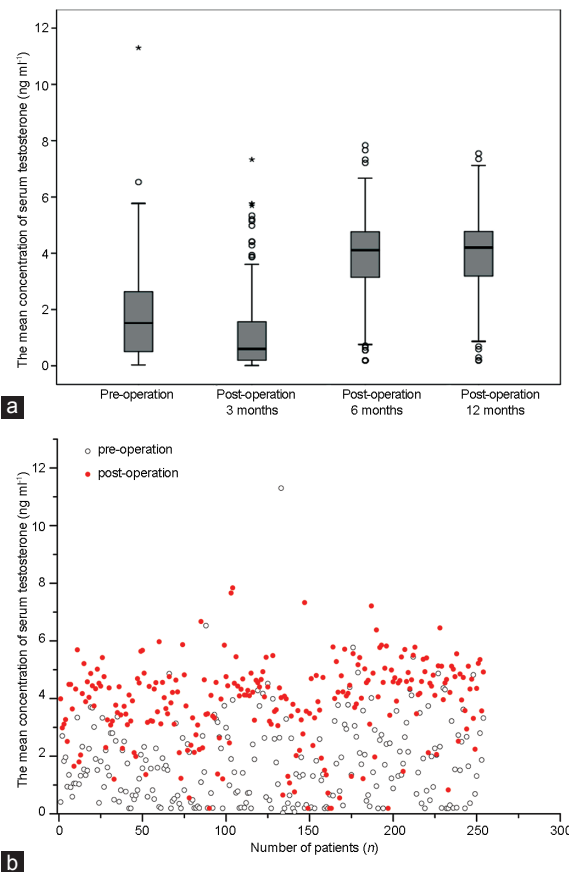 The mean concentration of serum testosterone (ng ml⁻¹)
12
10
8
6
4
2
0
Pre-operation
Post-operation
3 months
Post-operation
6 months
Post-operation
12 months
a
pre-operation
post-operation
The mean concentration of serum testosterone (ng ml⁻¹)
12
10
8
6
4
2
0
0
50
100
150
200
250
300
Number of patients (n)
b